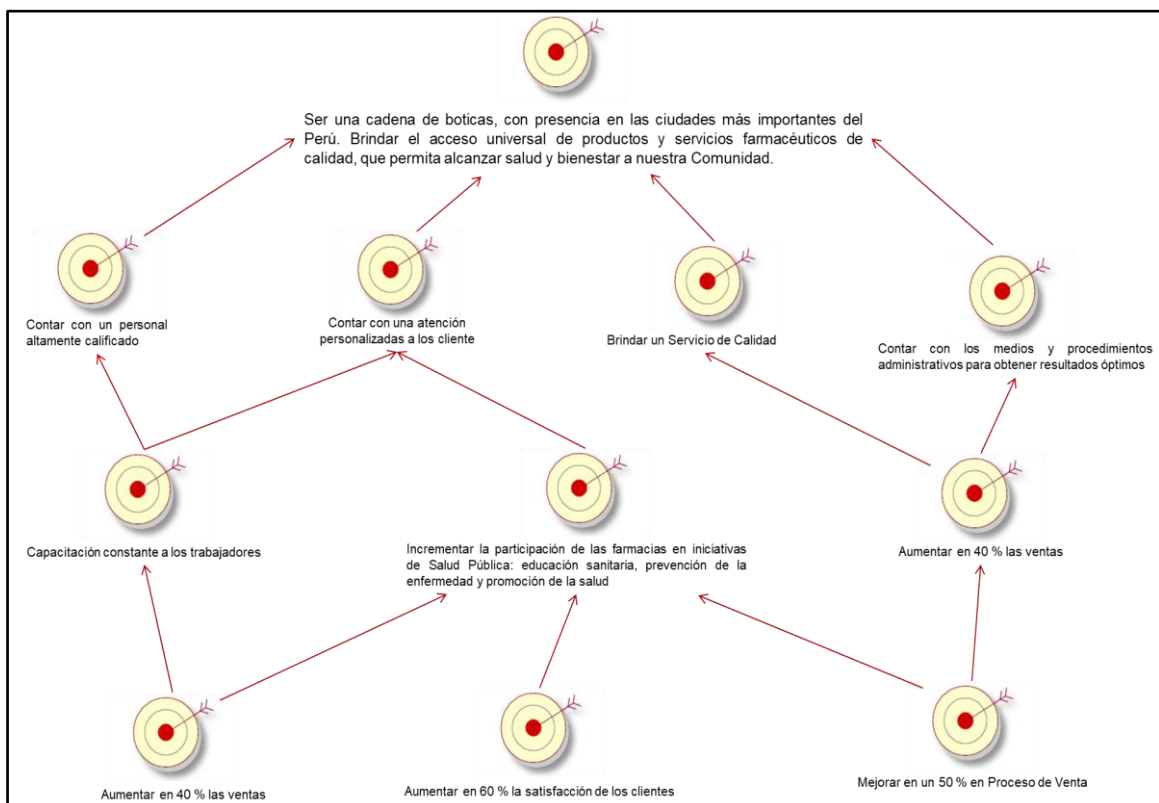 Ser una cadena de boticas, con presencia en las ciudades más importantes del
Perú. Brindar el acceso universal de productos y servicios farmacéuticos de
calidad, que permita alcanzar salud y bienestar a nuestra Comunidad.
Contar con un personal
altamente calificado
Contar con una atención
personalizadas a los cliente
Brindar un Servicio de Calidad
Contar con los medios y procedimientos
administrativos para obtener resultados óptimos
Capacitación constante a los trabajadores
Incrementar la participación de las farmacias en iniciativas
de Salud Pública: educación sanitaria, prevención de la
enfermedad y promoción de la salud
Aumentar en 40 % las ventas
Aumentar en 40 % las ventas
Aumentar en 60 % la satisfacción de los clientes
Mejorar en un 50 % en Proceso de Venta